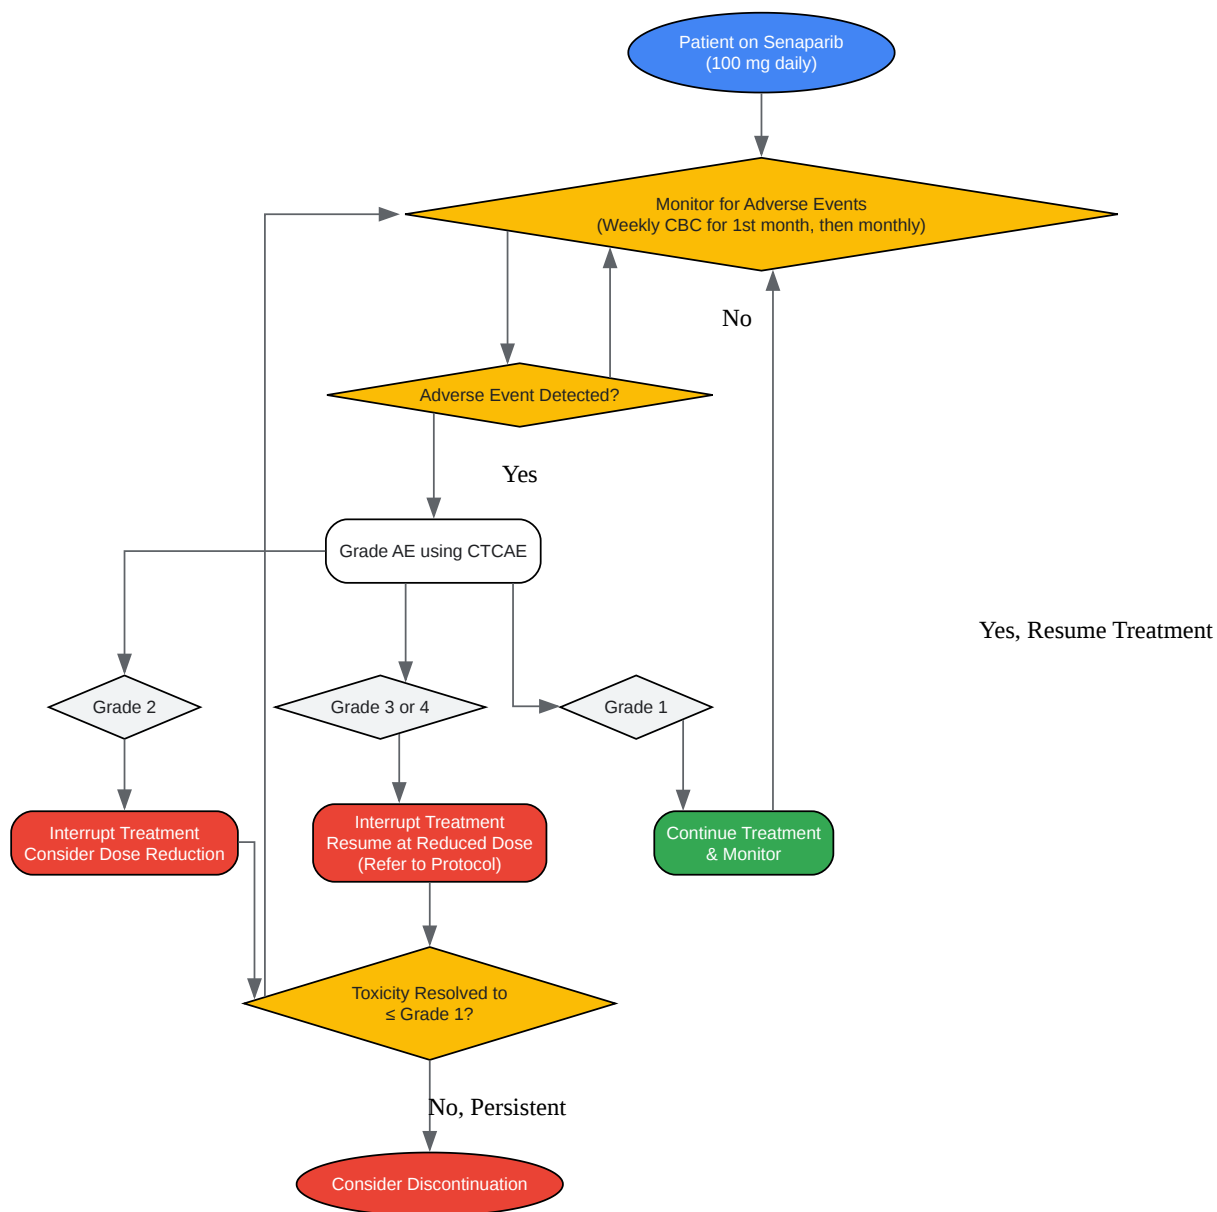 Patient on Senaparib
(100 mg daily)
Monitor for Adverse Events
(Weekly CBC for 1st month, then monthly)
No
Adverse Event Detected?
Yes
Grade AE using CTCAE
Yes, Resume Treatment
Grade 2
Grade 3 or 4
Grade 1
Interrupt Treatment
Consider Dose Reduction
Interrupt Treatment
Resume at Reduced Dose
(Refer to Protocol)
Continue Treatment
& Monitor
Toxicity Resolved to
≤ Grade 1?
No, Persistent
Consider Discontinuation